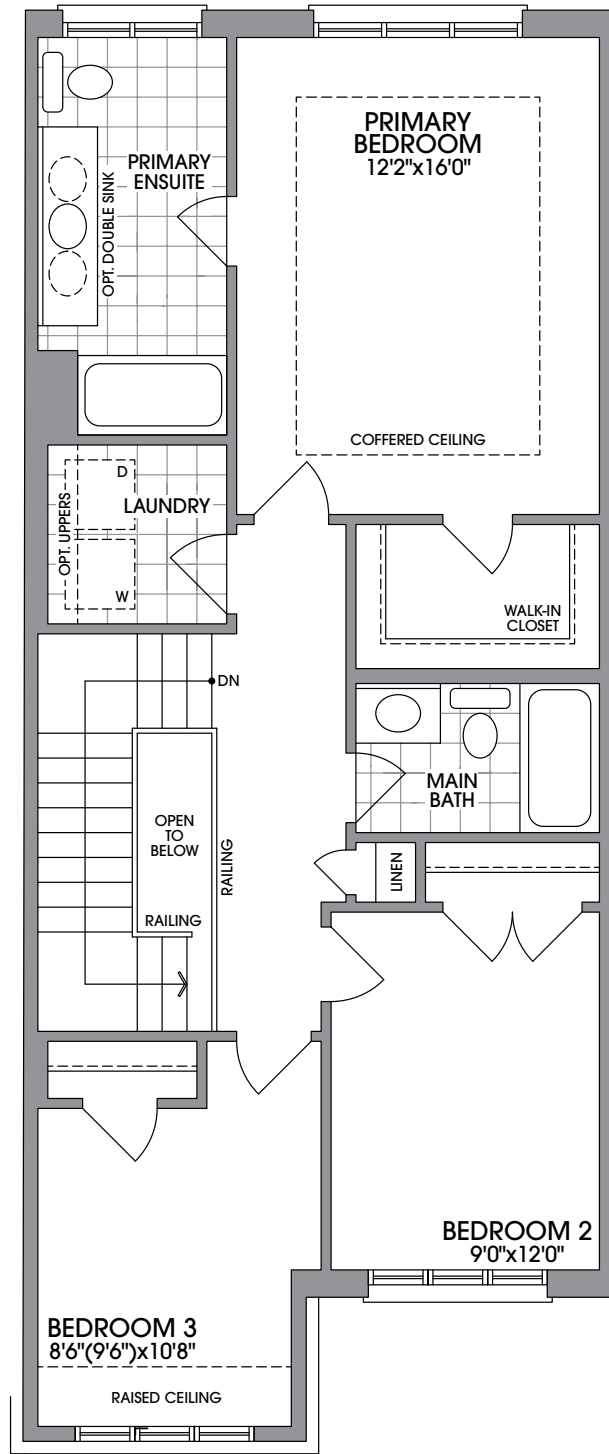 PRIMARY
BEDROOM
12'2"x16'0"
PRIMARY
ENSUITE
OPT. DOUBLE SINK
COFFERED CEILING
D
LAUNDRY
OPT. UPPERS
W
WALK-IN
CLOSET
DN
MAIN
BATH
OPEN
TO
BELOW
RAILING
LINEN
RAILING
BEDROOM 2
9'0"x12'0"
BEDROOM 3
8'6"(9'6")x10'8"
RAISED CEILING